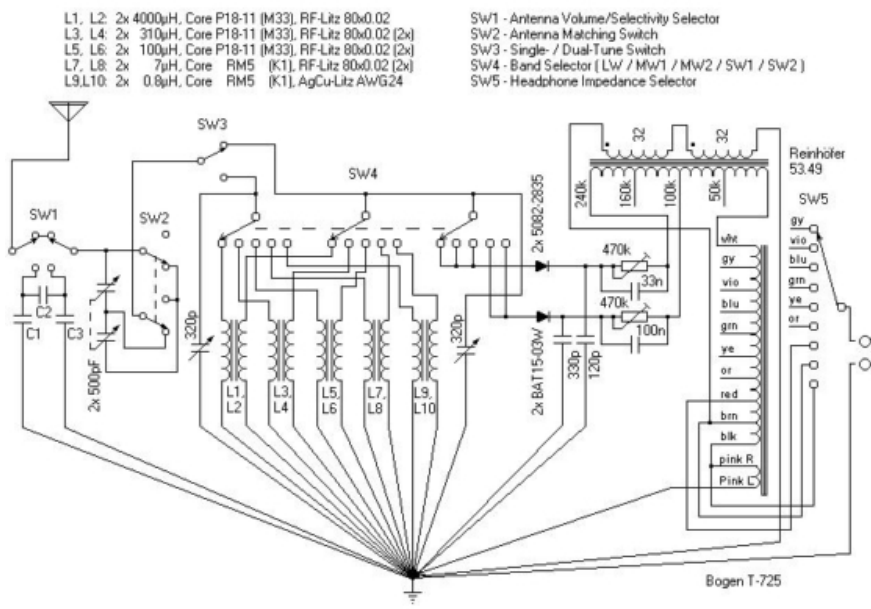 L1, L2: 2x 4000µH, Core P18-11 (M33), RF-Litz 80x0.02
L3, L4: 2x 310µH, Core P18-11 (M33), RF-Litz 80x0.02 (2x)
L5, L6: 2x 100µH, Core P18-11 (M33), RF-Litz 80x0.02 (2x)
L7, L8: 2x 7µH, Core RM5 (K1), RF-Litz 80x0.02 (2x)
L9,L10: 2x 0.8µH, Core RM5 (K1), AgCu-Litz AWG24
SW1 - Antenna Volume/Selectivity Selector
SW2 - Antenna Matching Switch
SW3 - Single- / Dual-Tune Switch
SW4 - Band Selector ( LW / MW1 / MW2 / SW1 / SW2 )
SW5 - Headphone Impedance Selector
SW3
SW4
SW1
SW2
C2
C1
C3
2x 500pF
320p
L1,
L2
L3,
L4
L5,
L6
L7,
L8
L9,
L10
320p
2x 5082-2835
2x BAT15-03W
470k
33n
470k
100n
330p
120p
32
32
240k
160k
100k
50k
Reinhöfer
53.49
SW5
wht
gy
vio
blu
grn
ye
or
red
brn
blk
pink R
Pink L
gy
vio
blu
grn
ye
or
Bogen T-725